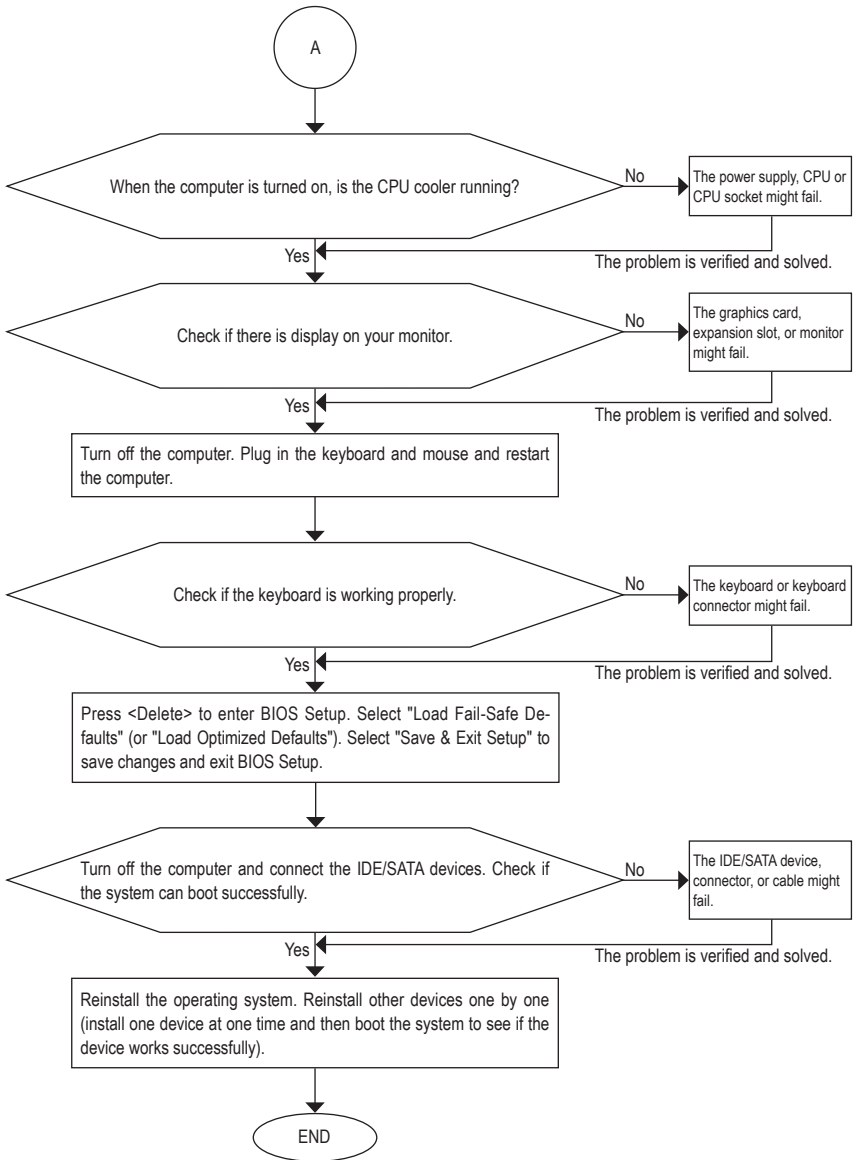 A
When the computer is turned on, is the CPU cooler running?
No
The power supply, CPU or
CPU socket might fail.
Yes
The problem is verified and solved.
Check if there is display on your monitor.
No
The graphics card,
expansion slot, or monitor
might fail.
Yes
The problem is verified and solved.
Turn off the computer. Plug in the keyboard and mouse and restart
the computer.
Check if the keyboard is working properly.
No
The keyboard or keyboard
connector might fail.
Yes
The problem is verified and solved.
Press <Delete> to enter BIOS Setup. Select "Load Fail-Safe De-
faults" (or "Load Optimized Defaults"). Select "Save & Exit Setup" to
save changes and exit BIOS Setup.
Turn off the computer and connect the IDE/SATA devices. Check if
the system can boot successfully.
No
The IDE/SATA device,
connector, or cable might
fail.
Yes
The problem is verified and solved.
Reinstall the operating system. Reinstall other devices one by one
(install one device at one time and then boot the system to see if the
device works successfully).
END